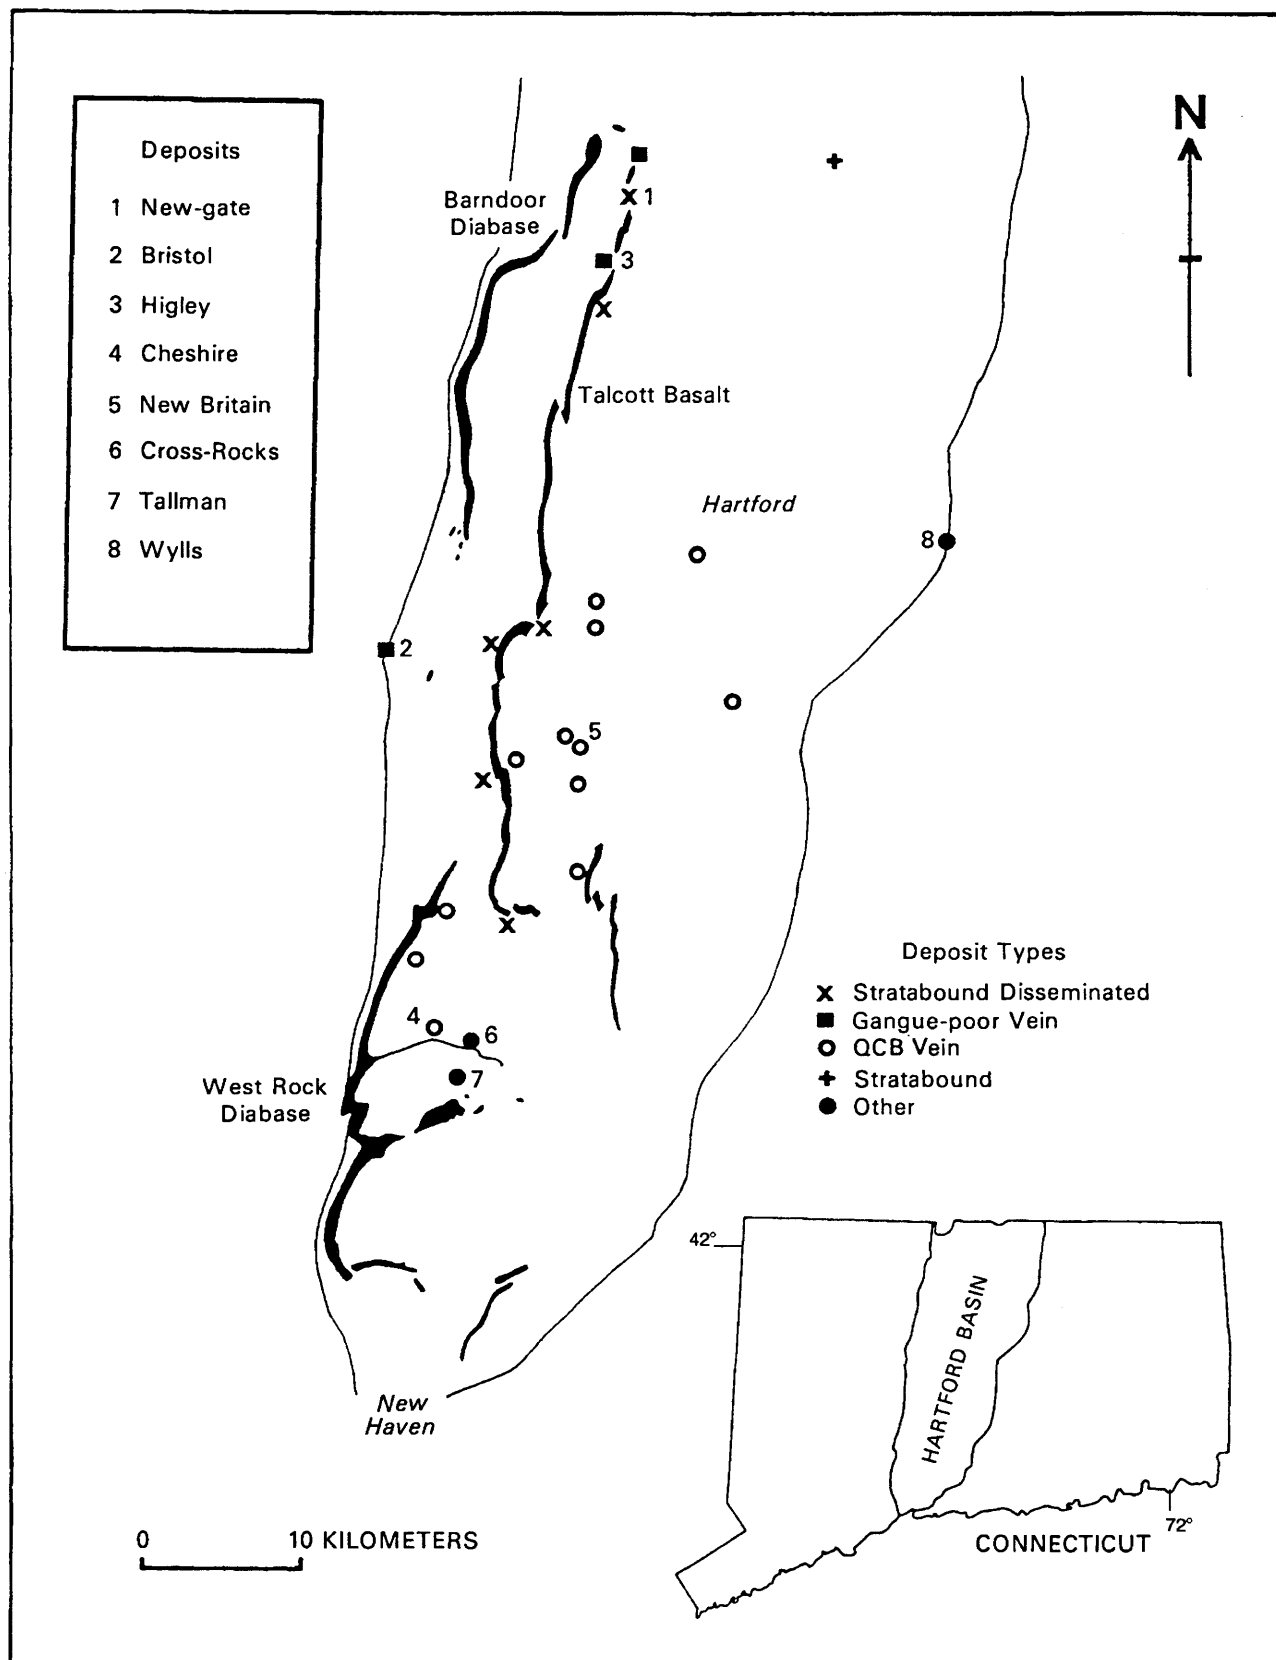 Deposits
1 New-gate
2 Bristol
3 Higley
4 Cheshire
5 New Britain
6 Cross-Rocks
7 Tallman
8 Wylls
N
Barndoor
Diabase
1
3
Talcott Basalt
Hartford
8
2
5
4
6
7
West Rock
Diabase
Deposit Types
Stratabound Disseminated
Gangue-poor Vein
QCB Vein
Stratabound
Other
New
Haven
42°
HARTFORD BASIN
72°
CONNECTICUT
0 10 KILOMETERS